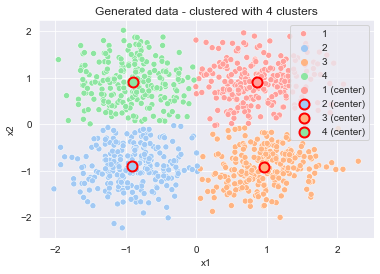 Generated data - clustered with 4 clusters
1
2
3
4
1 (center)
2 (center)
3 (center)
4 (center)
x2
2
1
0
−1
−2
−2
−1
0
1
2
x1